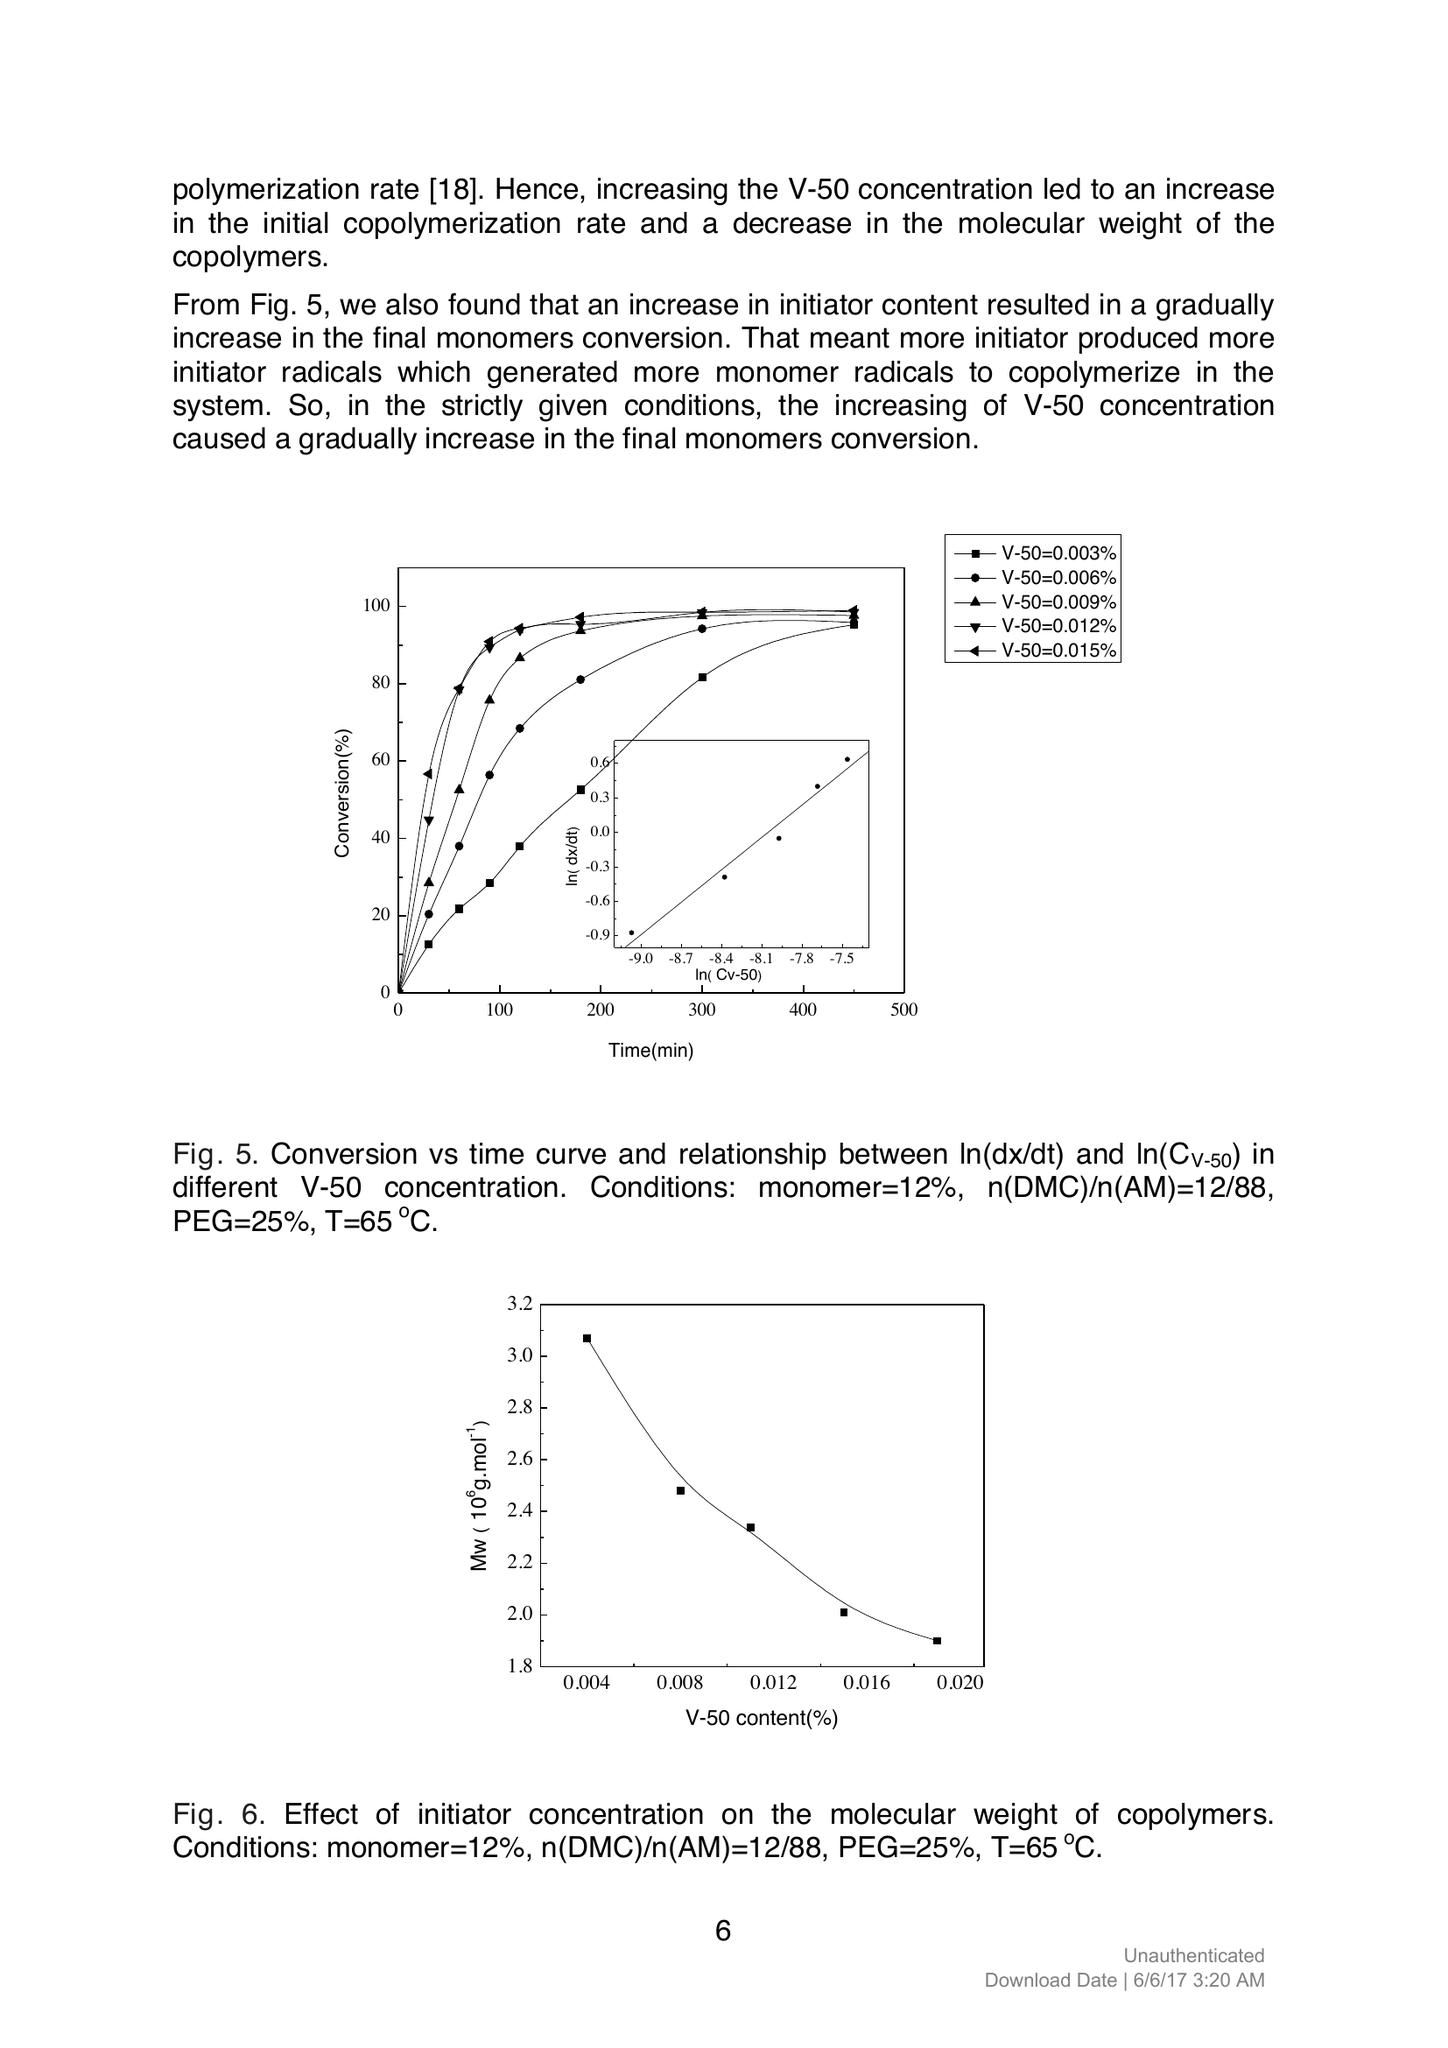 polymerization rate [18]. Hence, increasing the V-50 concentration led to an increase
in the initial copolymerization rate and a decrease in the molecular weight of the
copolymers.
From Fig. 5, we also found that an increase in initiator content resulted in a gradually
increase in the final monomers conversion. That meant more initiator produced more
initiator radicals which generated more monomer radicals to copolymerize in the
system. So, in the strictly given conditions, the increasing of V-50 concentration
caused a gradually increase in the final monomers conversion.
V-50=0.003%
V-50=0.006%
V-50=0.009%
V-50=0.012%
V-50=0.015%
100
80
60
40
20
0
Conversion(%)
0 100 200 300 400 500
Time(min)
0.6
0.3
0.0
-0.3
-0.6
-0.9
ln( dx/dt)
-9.0 -8.7 -8.4 -8.1 -7.8 -7.5
ln( Cv-50)
Fig. 5. Conversion vs time curve and relationship between ln(dx/dt) and ln(CV-50) in
different V-50 concentration. Conditions: monomer=12%, n(DMC)/n(AM)=12/88,
PEG=25%, T=65 oC.
3.2
3.0
2.8
2.6
2.4
2.2
2.0
1.8
Mw ( 10^6g.mol^-1)
0.004 0.008 0.012 0.016 0.020
V-50 content(%)
Fig. 6. Effect of initiator concentration on the molecular weight of copolymers.
Conditions: monomer=12%, n(DMC)/n(AM)=12/88, PEG=25%, T=65 oC.
6
Unauthenticated
Download Date | 6/6/17 3:20 AM